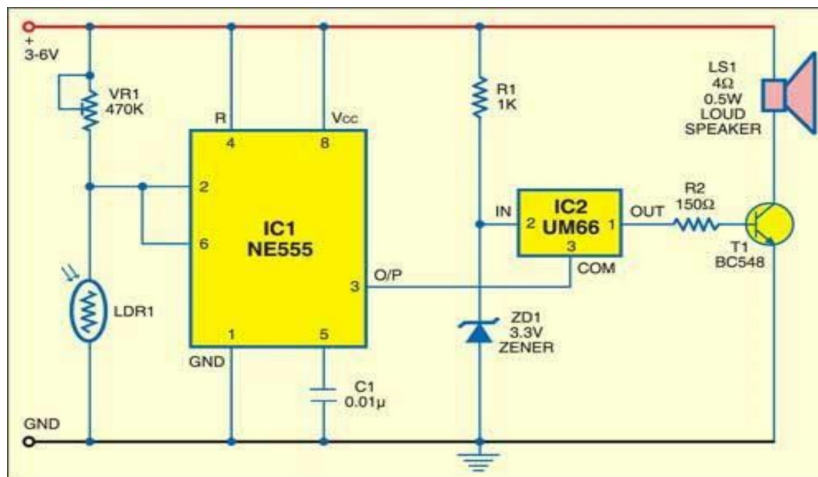 +
3-6V
VR1
470K
R
4
Vcc
8
2
6
IC1
NE555
3
O/P
1
5
GND
LDR1
C1
0.01µ
GND
R1
1K
IN
2
IC2
UM66
1
3
OUT
COM
R2
150Ω
ZD1
3.3V
ZENER
LS1
4Ω
0.5W
LOUD
SPEAKER
T1
BC548